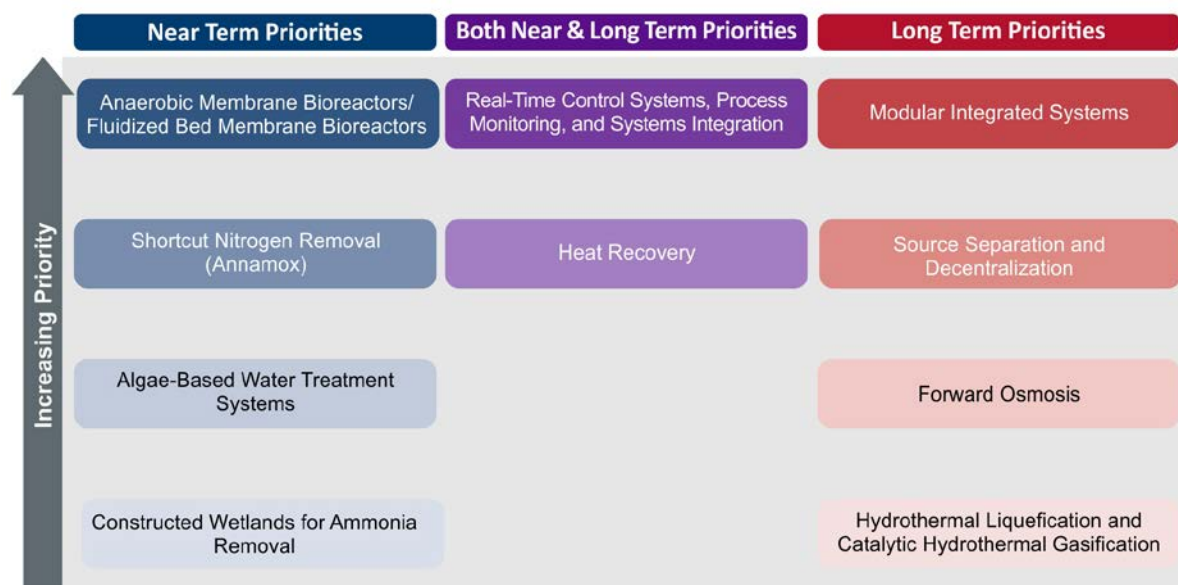 Near Term Priorities
Both Near & Long Term Priorities
Long Term Priorities
Increasing Priority
Anaerobic Membrane Bioreactors/
Fluidized Bed Membrane Bioreactors
Real-Time Control Systems, Process
Monitoring, and Systems Integration
Modular Integrated Systems
Shortcut Nitrogen Removal
(Annamox)
Heat Recovery
Source Separation and
Decentralization
Algae-Based Water Treatment
Systems
Forward Osmosis
Constructed Wetlands for Ammonia
Removal
Hydrothermal Liquefication and
Catalytic Hydrothermal Gasification